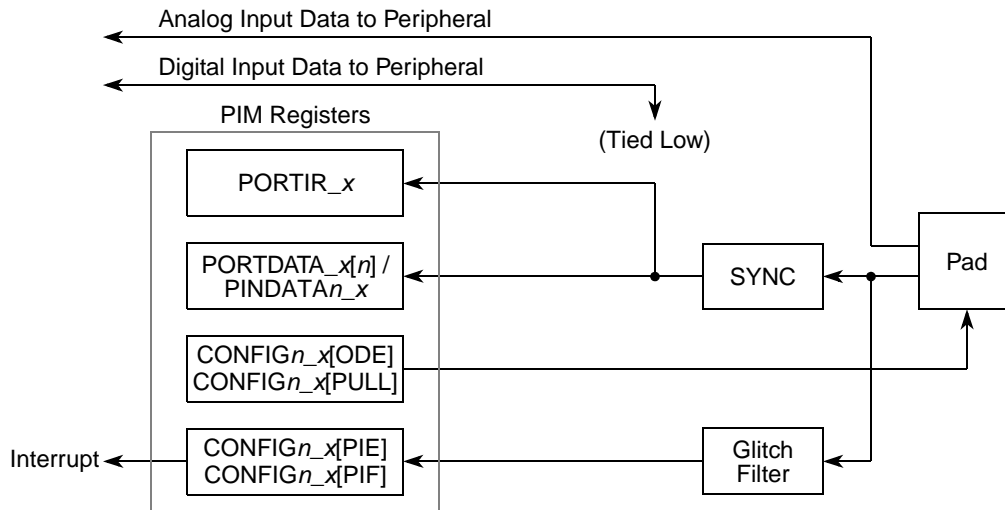 Analog Input Data to Peripheral
Digital Input Data to Peripheral
PIM Registers
(Tied Low)
PORTIR_x
PORTDATA_x[n] /
PINDATAn_x
SYNC
Pad
CONFIGn_x[ODE]
CONFIGn_x[PULL]
Interrupt
CONFIGn_x[PIE]
CONFIGn_x[PIF]
Glitch
Filter